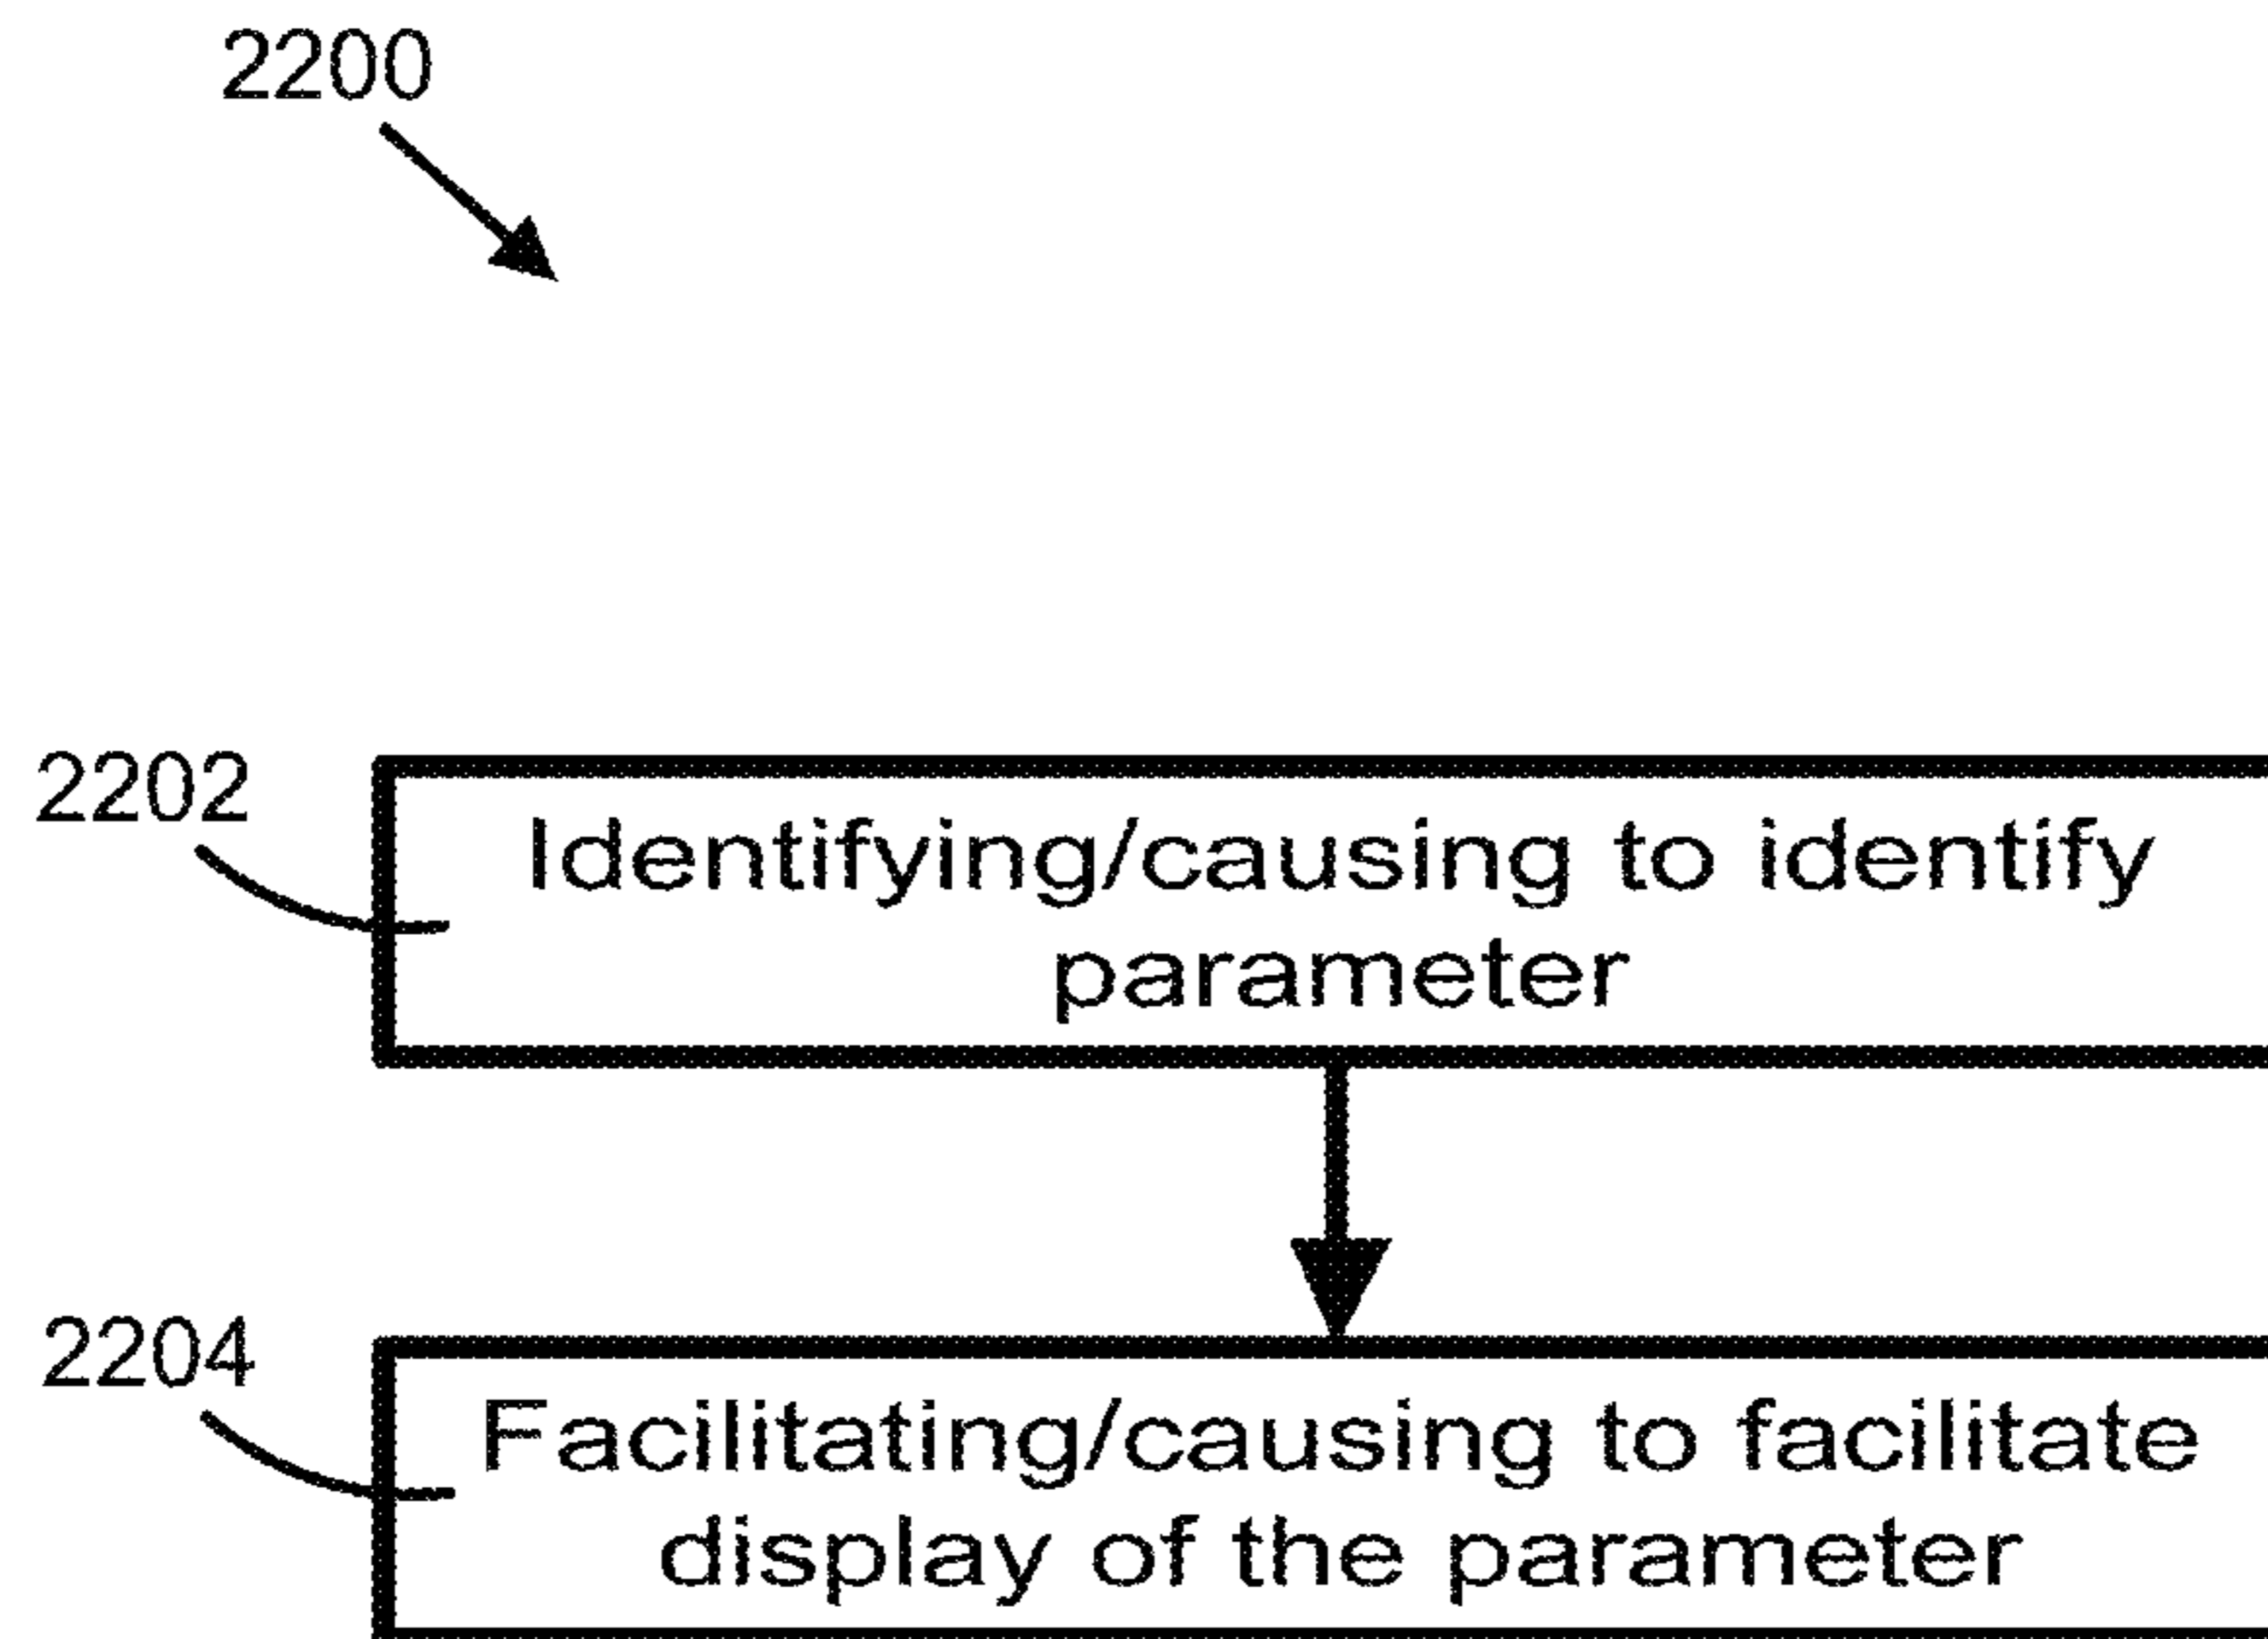 2200
2202
Identifying/causing to identify
parameter
2204
Facilitating/causing to facilitate
display of the parameter